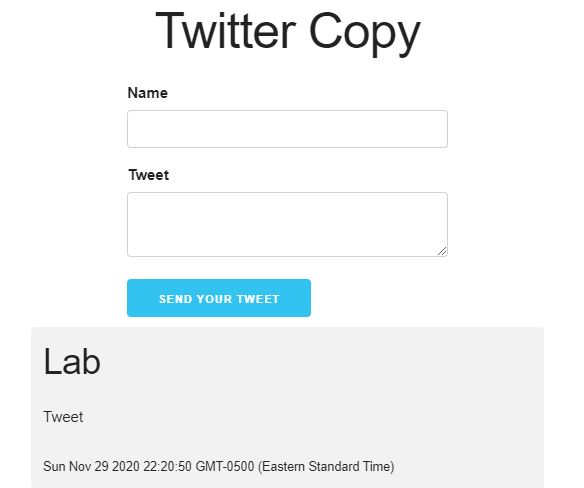 Twitter Copy
Name
Tweet
SEND YOUR TWEET
Lab
Tweet
Sun Nov 29 2020 22:20:50 GMT-0500 (Eastern Standard Time)